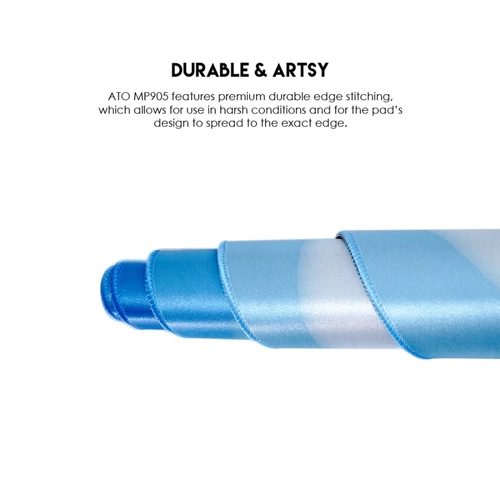 DURABLE & ARTSY
ATO MP905 features premium durable edge stitching,
which allows for use in harsh conditions and for the pad's
design to spread to the exact edge.